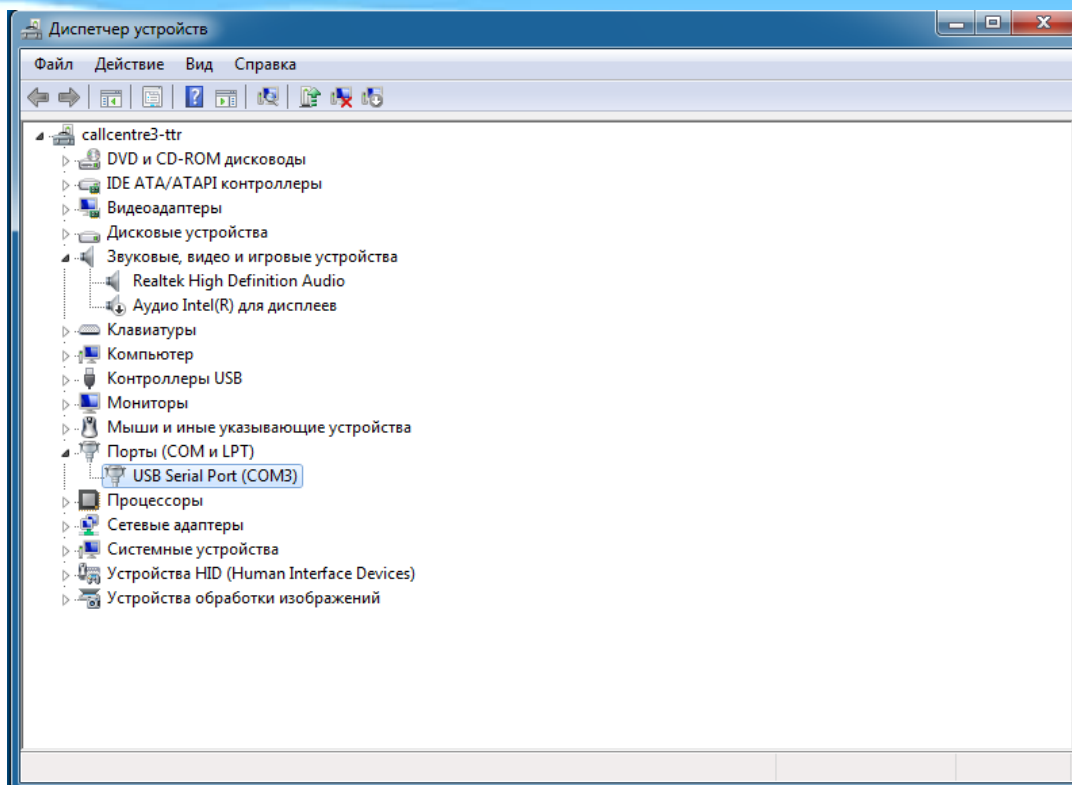 Диспетчер устройств
Файл Действие Вид Справка
callcentre3-ttr
DVD и CD-ROM дисководы
IDE ATA/ATAPI контроллеры
Видеоадаптеры
Дисковые устройства
Звуковые, видео и игровые устройства
Realtek High Definition Audio
Аудио Intel(R) для дисплеев
Клавиатуры
Компьютер
Контроллеры USB
Мониторы
Мыши и иные указывающие устройства
Порты (COM и LPT)
USB Serial Port (COM3)
Процессоры
Сетевые адаптеры
Системные устройства
Устройства HID (Human Interface Devices)
Устройства обработки изображений